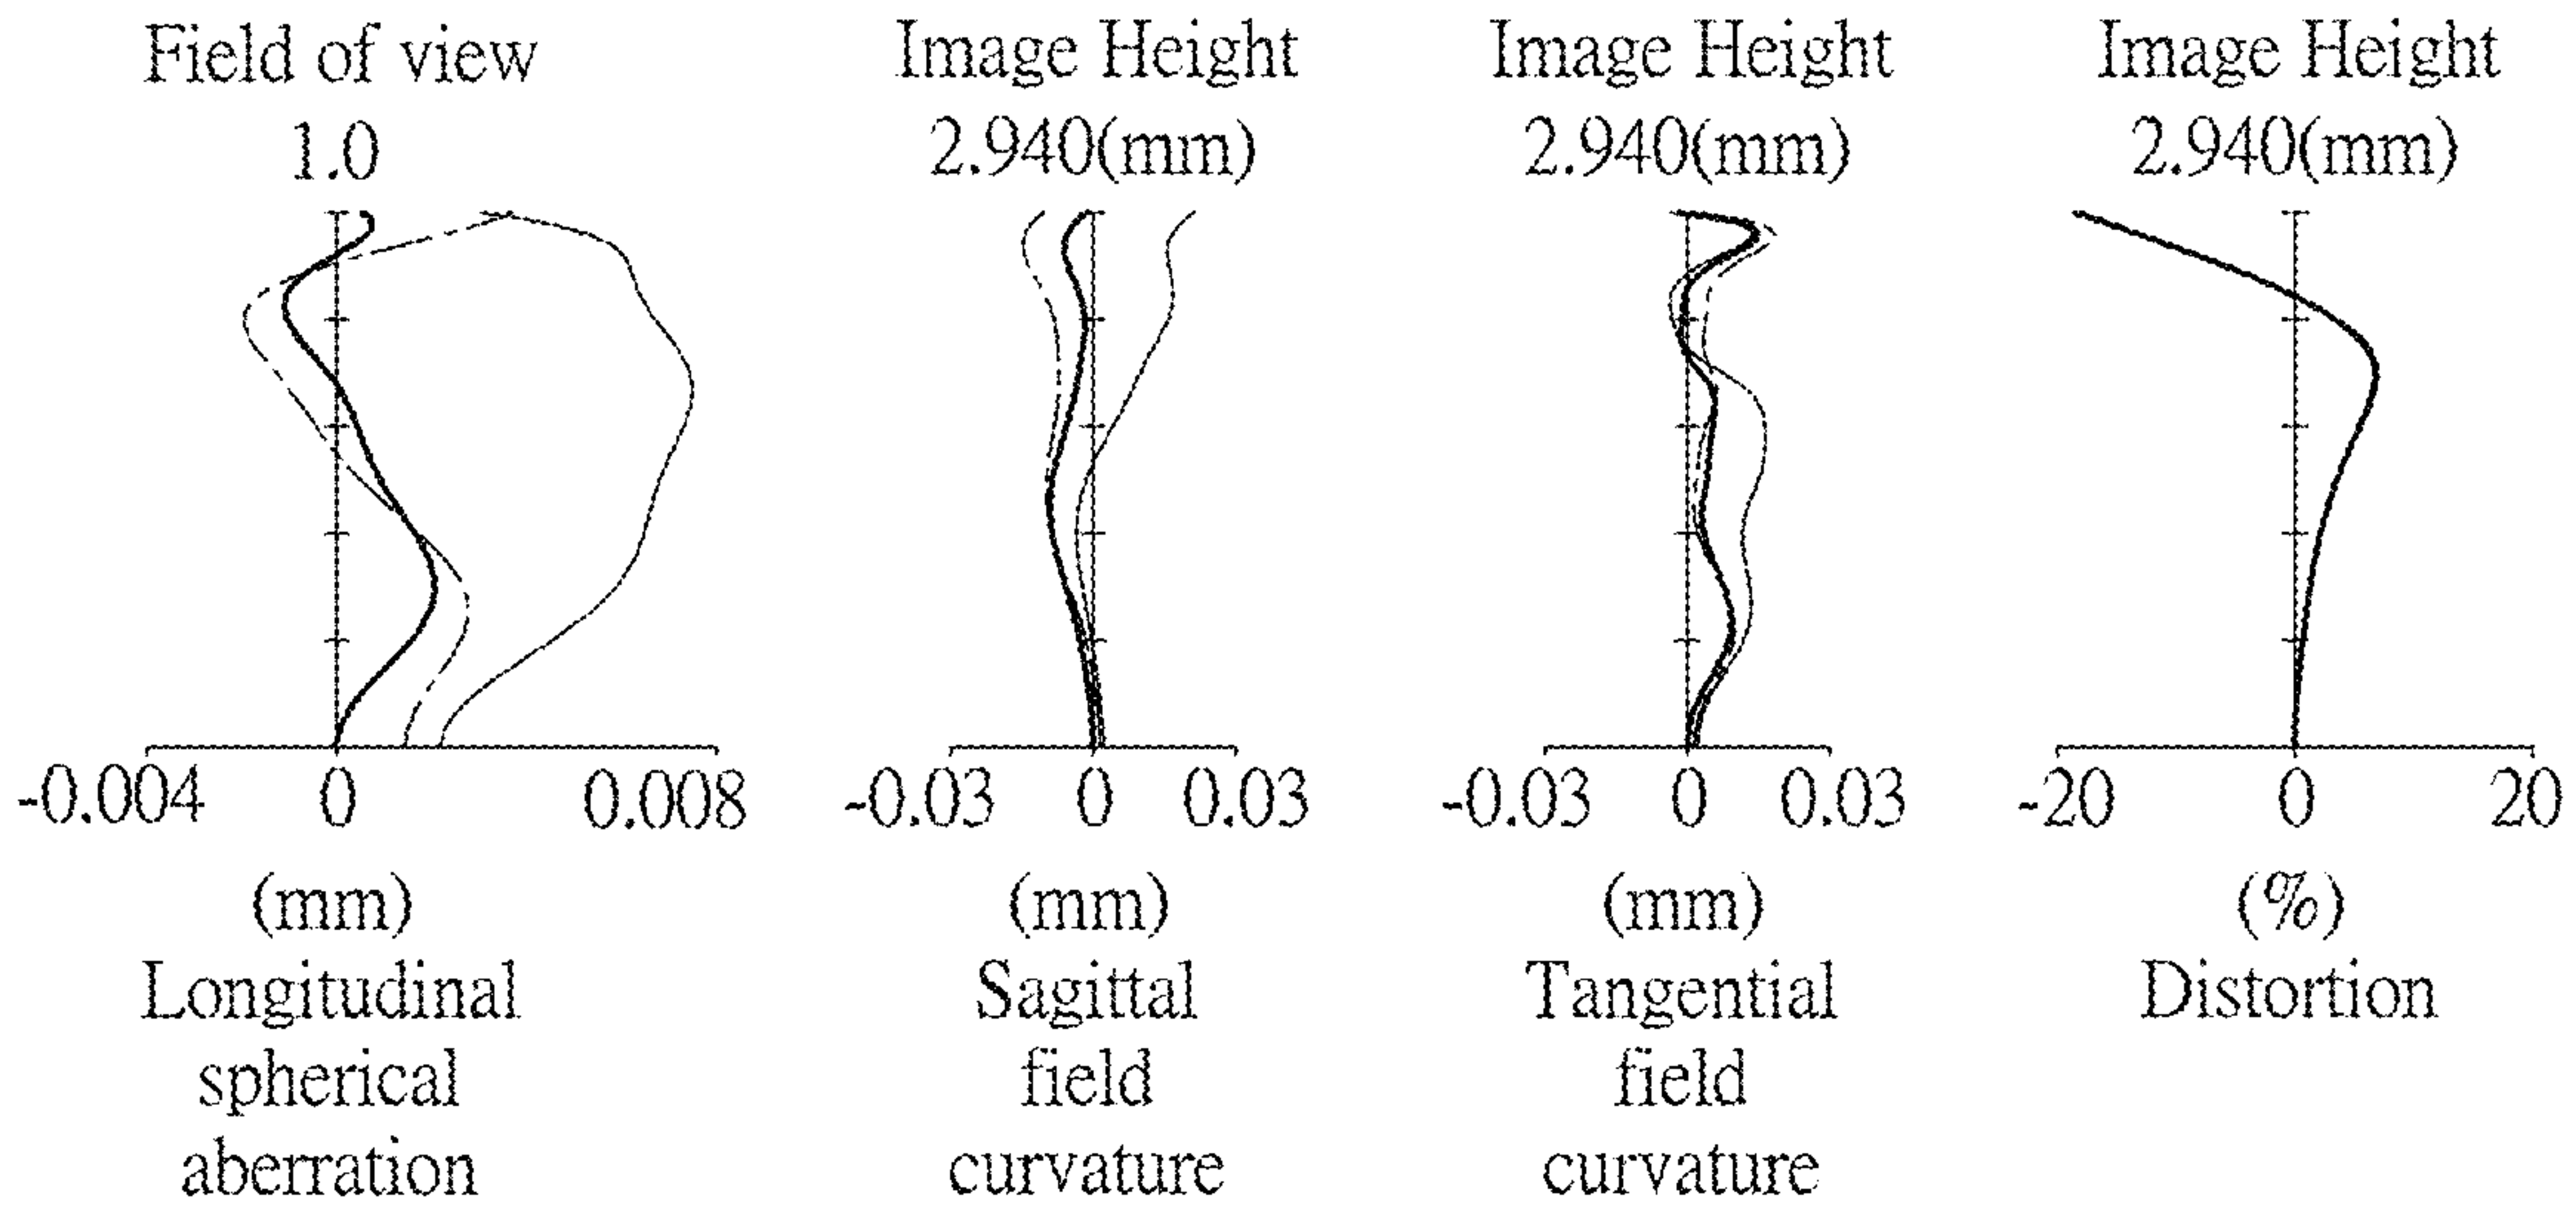 Field of view
1.0
-0.004 0 0.008
(mm)
Longitudinal
spherical
aberration
Image Height
2.940(mm)
-0.03 0 0.03
(mm)
Sagittal
field
curvature
Image Height
2.940(mm)
-0.03 0 0.03
(mm)
Tangential
field
curvature
Image Height
2.940(mm)
-20 0 20
(%)
Distortion